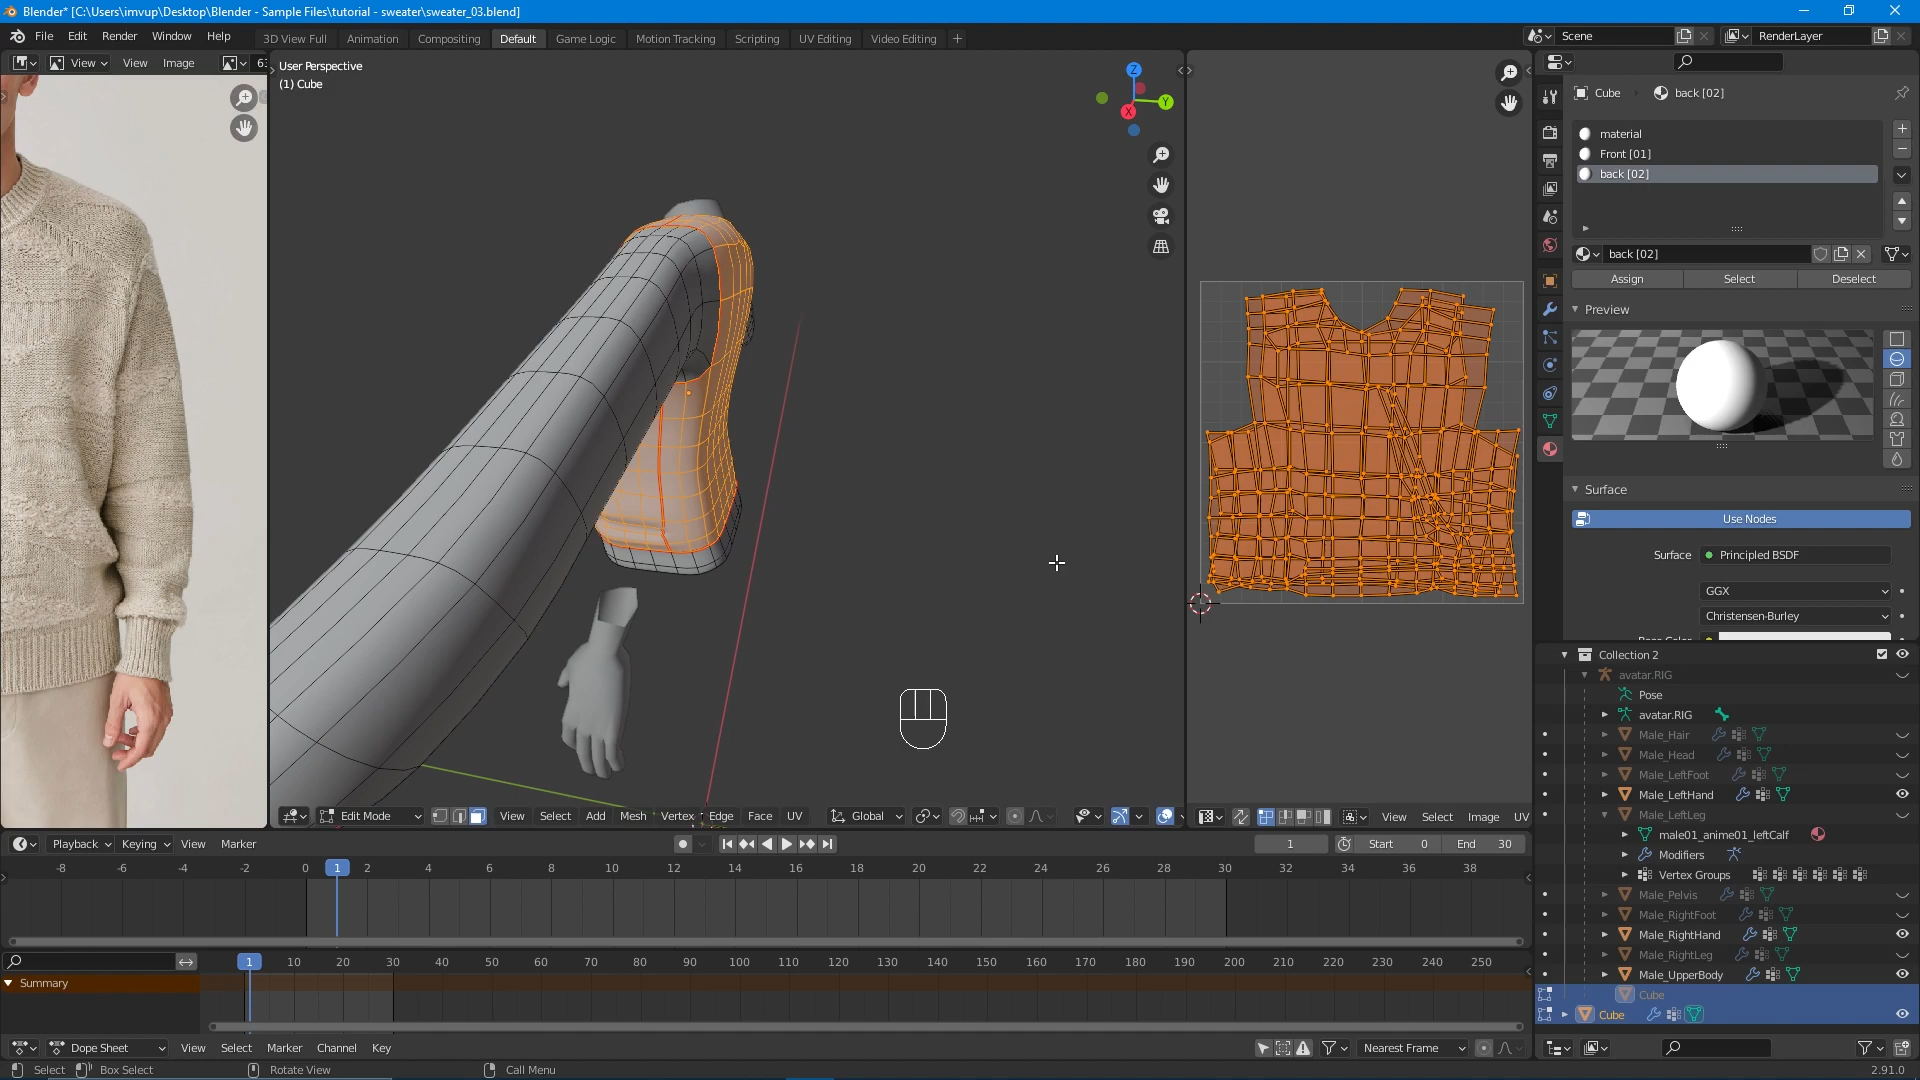 Blender* [C:\Users\imvup\Desktop\Blender - Sample Files\tutorial - sweater\sweater_03.blend]
File Edit Render Window Help
3D View Full Animation Compositing Default Game Logic Motion Tracking Scripting UV Editing Video Editing
Scene
RenderLayer
View View Image
User Perspective
(1) Cube
Z
Y
X
Cube back [02]
material
Front [01]
back [02]
back [02]
Assign Select Deselect
Preview
Surface
Use Nodes
Surface Principled BSDF
GGX
Christensen-Burley
Collection 2
avatar.RIG
Pose
avatar.RIG
Male_Hair
Male_Head
Male_LeftFoot
Male_LeftHand
Male_LeftLeg
male01_anime01_leftCalf
Modifiers
Vertex Groups
Male_Pelvis
Male_RightFoot
Male_RightHand
Male_RightLeg
Male_UpperBody
Cube
Cube
Edit Mode View Select Add Mesh Vertex Edge Face UV Global
View Select Image UV
Playback Keying View Marker
1 Start 0 End 30
-8 -6 -4 -2 0 1 2 4 6 8 10 12 14 16 18 20 22 24 26 28 30 32 34 36 38
1 10 20 30 40 50 60 70 80 90 100 110 120 130 140 150 160 170 180 190 200 210 220 230 240 250
Summary
Dope Sheet View Select Marker Channel Key
Nearest Frame
Select Box Select Rotate View Call Menu
2.91.0